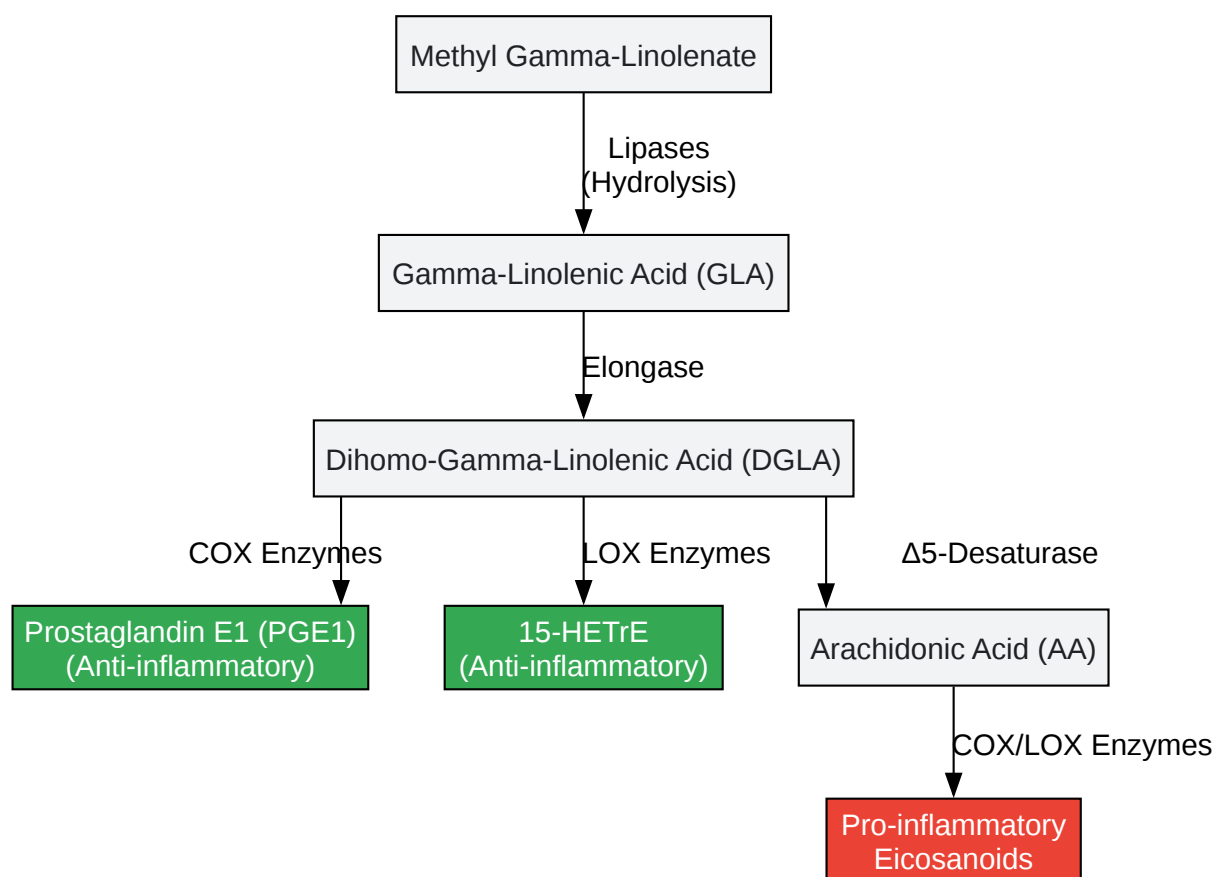 Methyl Gamma-Linolenate
Lipases
(Hydrolysis)
Gamma-Linolenic Acid (GLA)
Elongase
Dihomo-Gamma-Linolenic Acid (DGLA)
COX Enzymes
LOX Enzymes
Δ5-Desaturase
Prostaglandin E1 (PGE1)
(Anti-inflammatory)
15-HETrE
(Anti-inflammatory)
Arachidonic Acid (AA)
COX/LOX Enzymes
Pro-inflammatory
Eicosanoids